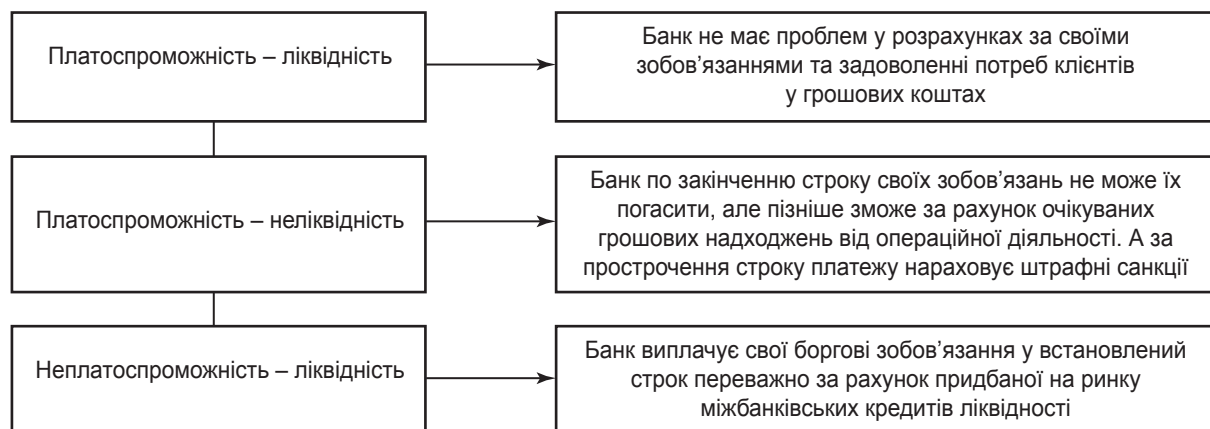 Платоспроможність – ліквідність
Банк не має проблем у розрахунках за своїми
зобов’язаннями та задоволенні потреб клієнтів
у грошових коштах
Платоспроможність – неліквідність
Банк по закінченню строку своїх зобов’язань не може їх
погасити, але пізніше зможе за рахунок очікуваних
грошових надходжень від операційної діяльності. А за
прострочення строку платежу нараховує штрафні санкції
Неплатоспроможність – ліквідність
Банк виплачує свої боргові зобов’язання у встановлений
строк переважно за рахунок придбаної на ринку
міжбанківських кредитів ліквідності